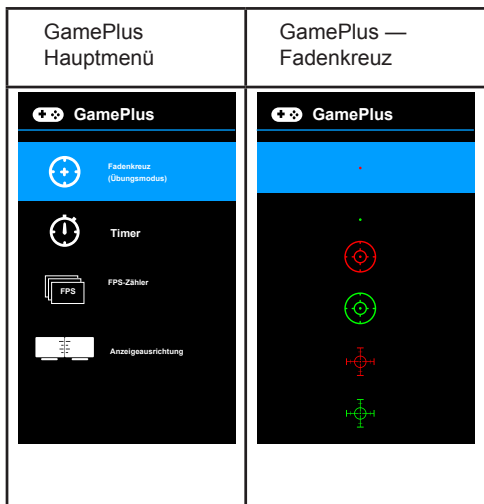 GamePlus
Hauptmenü
GamePlus —
Fadenkreuz
GamePlus
Fadenkreuz
(Übungsmodus)
Timer
FPS
FPS-Zähler
Anzeigeausrichtung
GamePlus